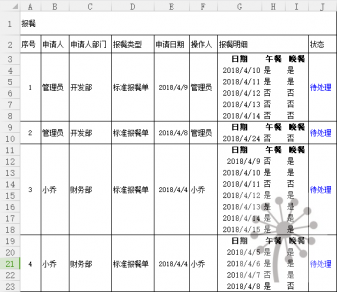 A B C D E F G H I J
1 报餐
2 序号 申请人 申请人部门 报餐类型 申请日期 操作人 报餐明细 状态
3 日期 午餐 晚餐
4 2018/4/10 是 是
5 2018/4/11 是 是
6 1 管理员 开发部 标准报餐单 2018/4/9 管理员 2018/4/12 否 否 待处理
7 2018/4/13 否 否
8 2018/4/14 否 否
9 2 管理员 开发部 标准报餐单 2018/4/8 管理员 日期 午餐 晚餐 待处理
10 2018/4/24 否 否
11 日期 午餐 晚餐
12 2018/4/9 否 是
13 2018/4/10 是 是
14 3 小乔 财务部 标准报餐单 2018/4/4 小乔 2018/4/11 否 否 待处理
15 2018/4/12 是 是
16 2018/4/13 是 是
17 2018/4/14 是 是
18 2018/4/15 是 是
19 日期 午餐 晚餐
20 2018/4/5 是 是
21 4 小乔 财务部 标准报餐单 2018/4/4 小乔 2018/4/6 是 是 待处理
22 2018/4/7 否 否
23 2018/4/8 是 否